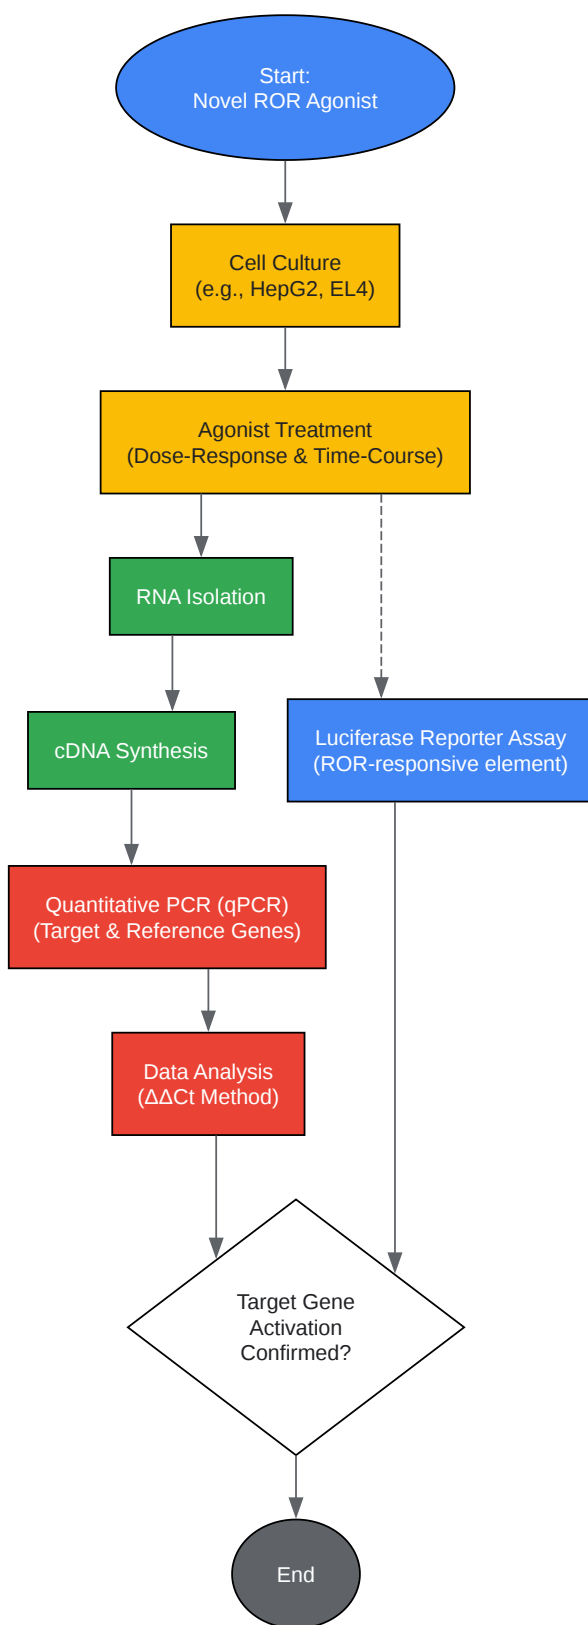 Start:
Novel ROR Agonist
Cell Culture
(e.g., HepG2, EL4)
Agonist Treatment
(Dose-Response & Time-Course)
RNA Isolation
cDNA Synthesis
Luciferase Reporter Assay
(ROR-responsive element)
Quantitative PCR (qPCR)
(Target & Reference Genes)
Data Analysis
(ΔΔCt Method)
Target Gene
Activation
Confirmed?
End